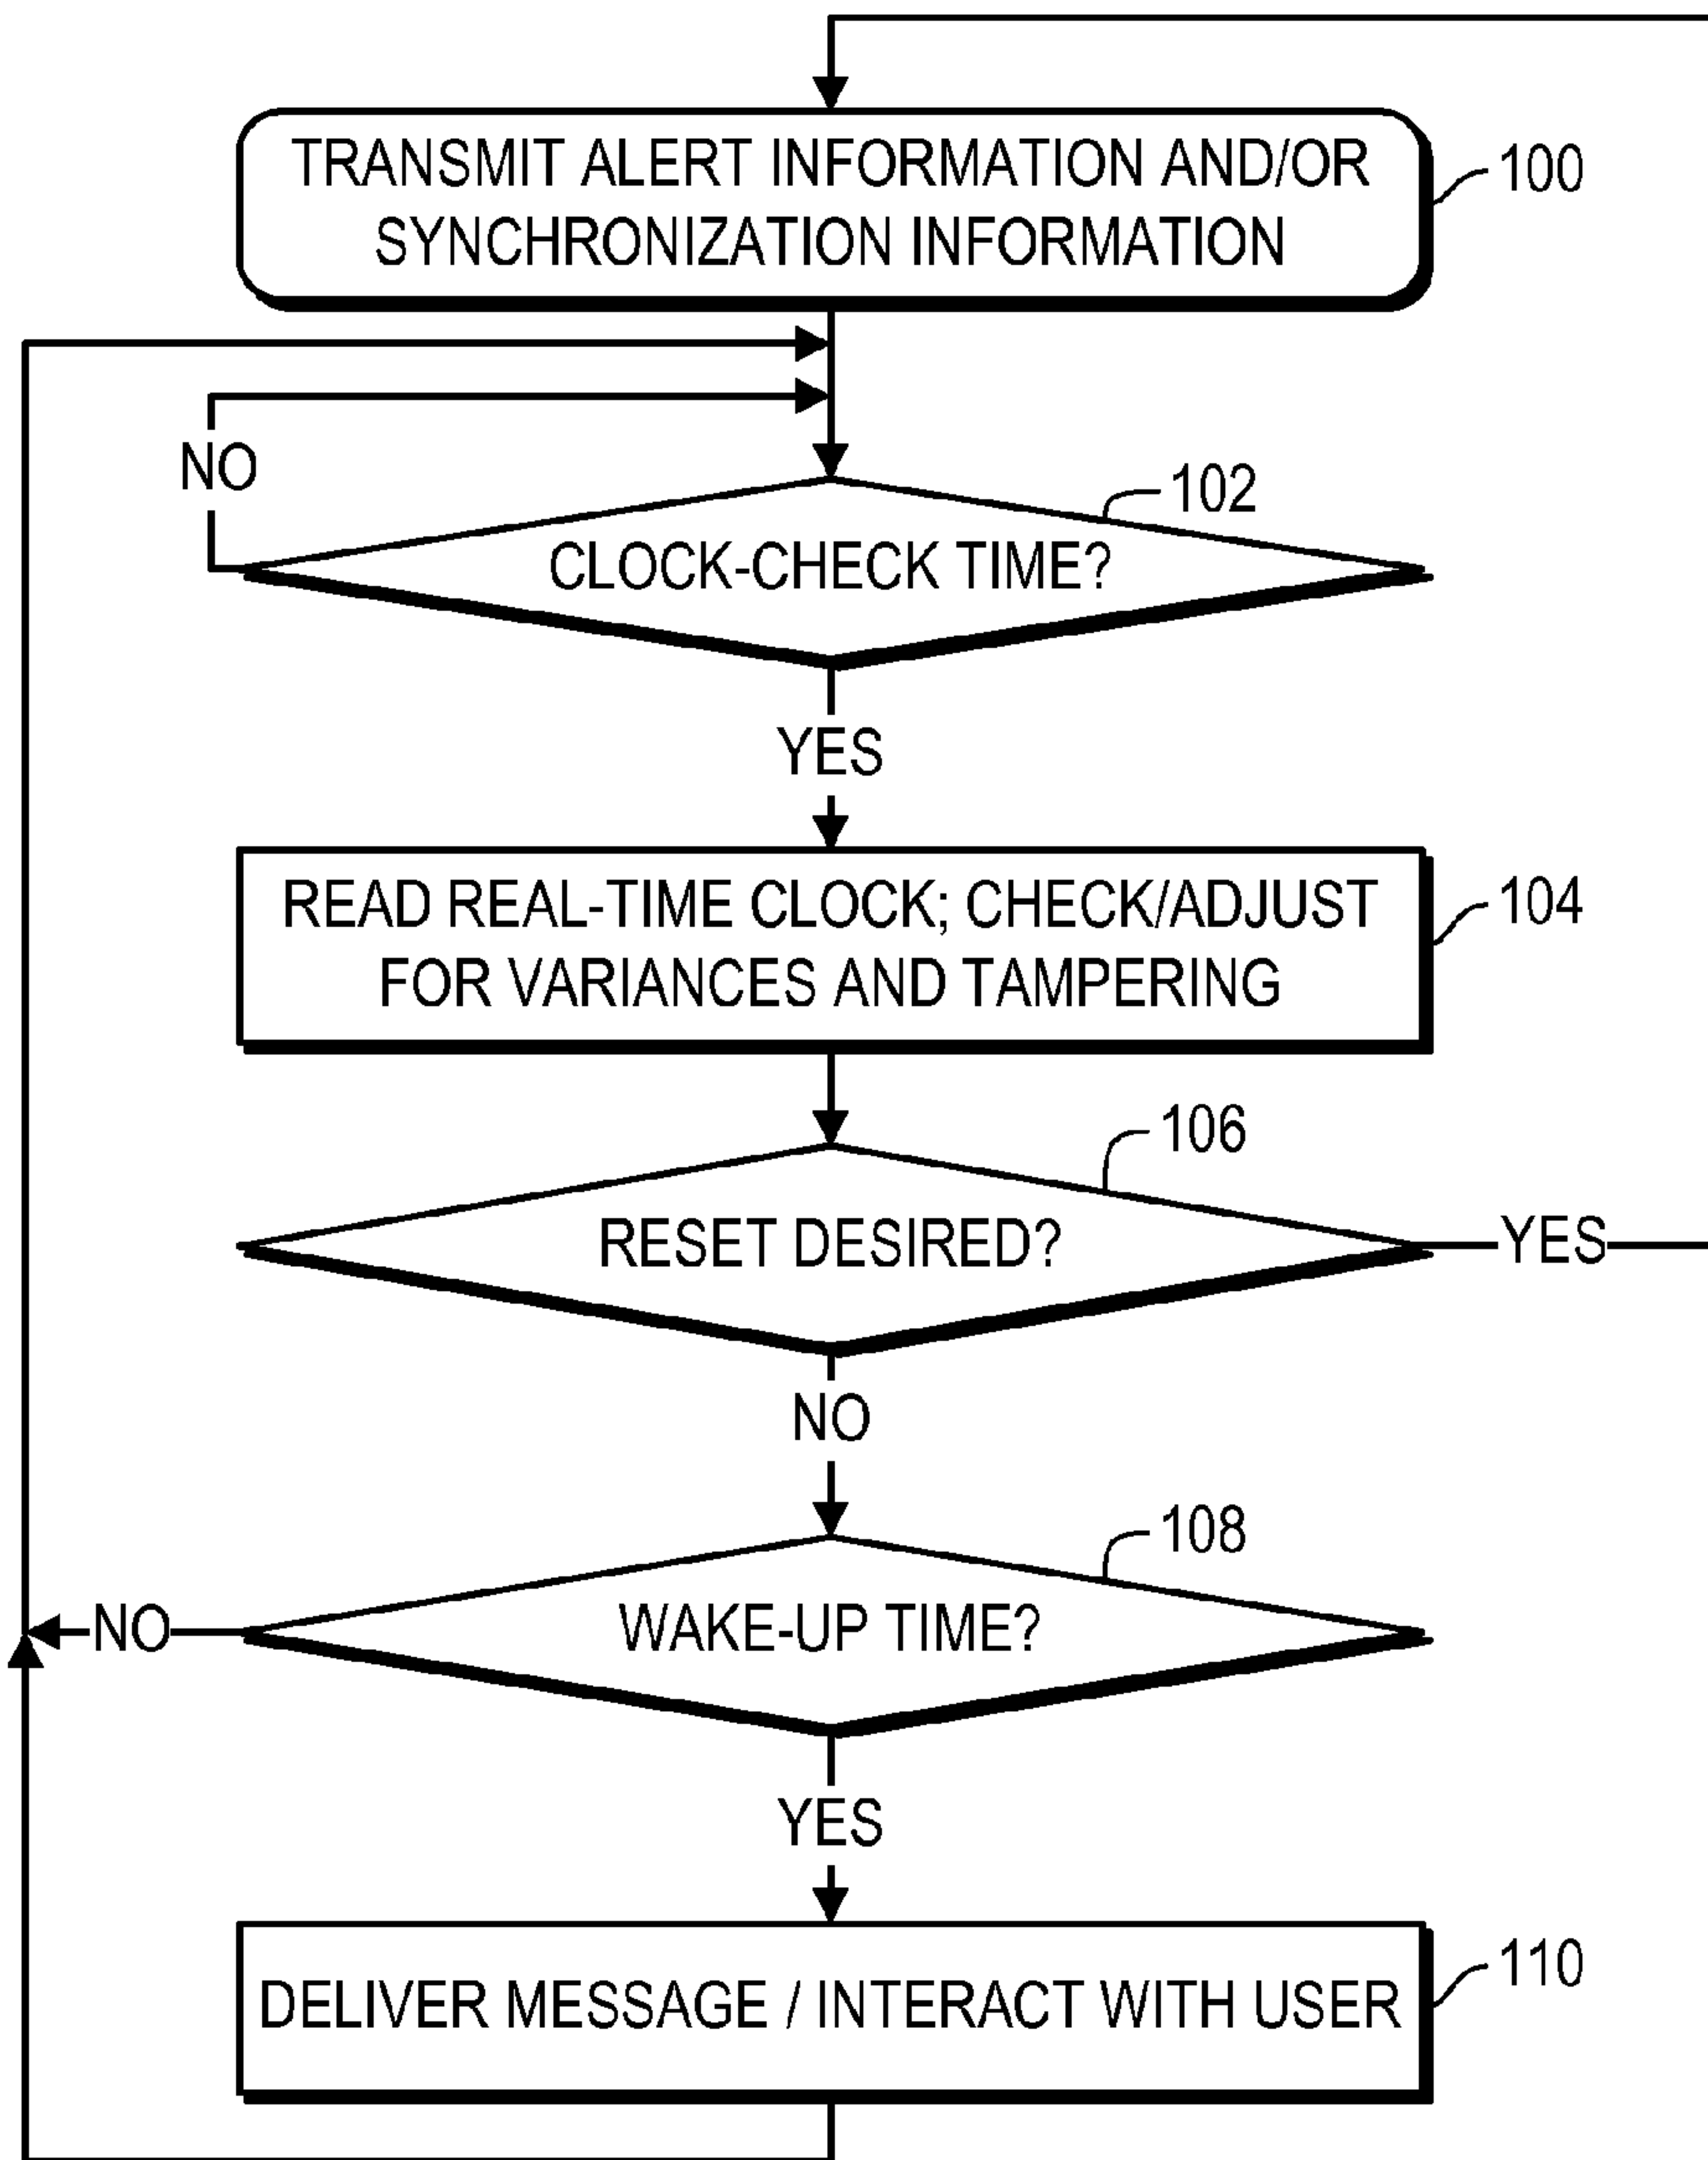 TRANSMIT ALERT INFORMATION AND/OR
SYNCHRONIZATION INFORMATION
100
NO
102
CLOCK-CHECK TIME?
YES
READ REAL-TIME CLOCK; CHECK/ADJUST
FOR VARIANCES AND TAMPERING
104
106
RESET DESIRED?
YES
NO
108
WAKE-UP TIME?
NO
YES
DELIVER MESSAGE / INTERACT WITH USER
110